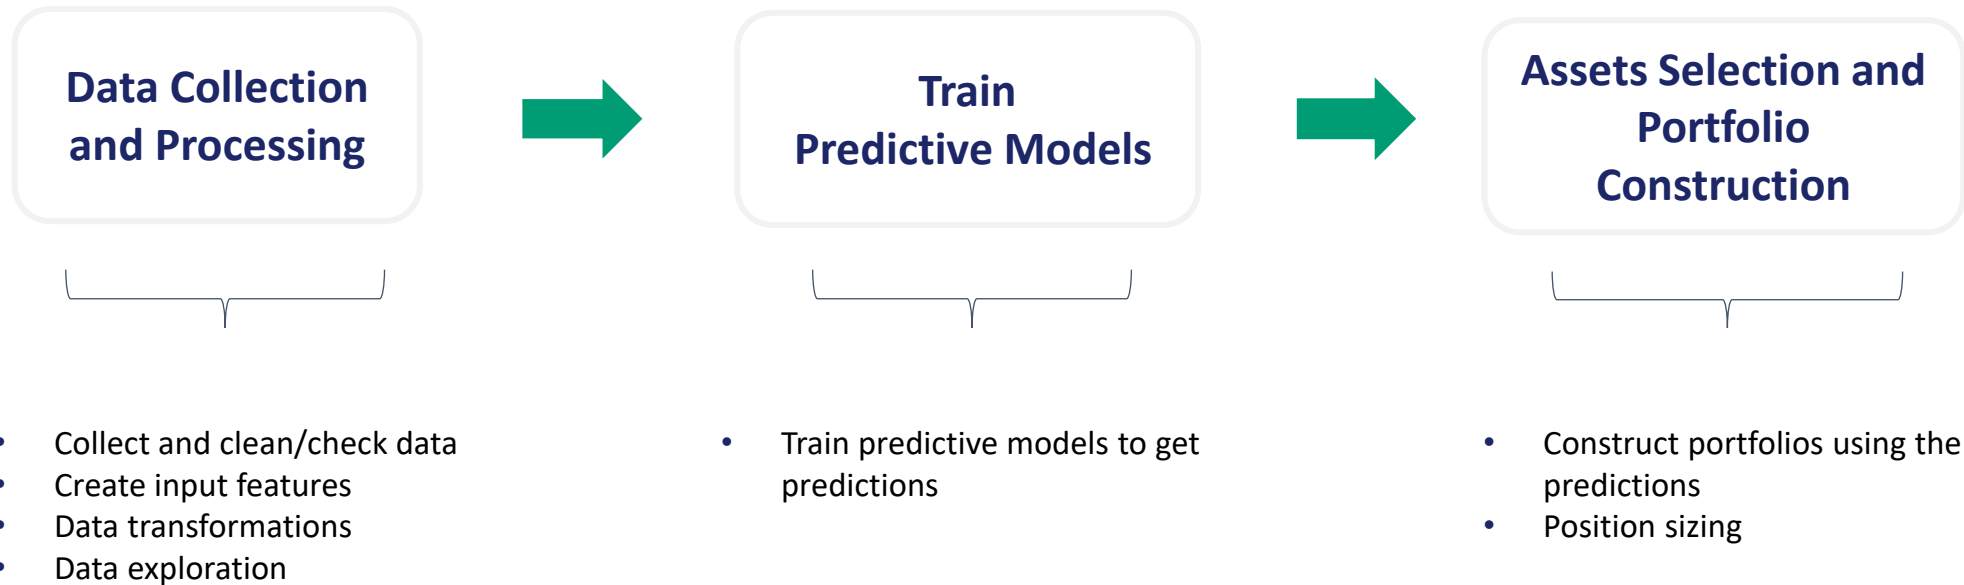 Data Collection
and Processing
Train
Predictive Models
Assets Selection and
Portfolio
Construction
• Collect and clean/check data
• Create input features
• Data transformations
• Data exploration
• Train predictive models to get
predictions
• Construct portfolios using the
predictions
• Position sizing